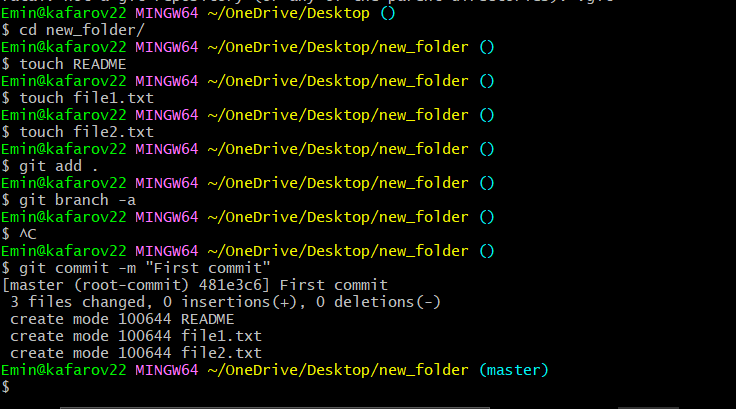 Emin@kafarov22 MINGW64 ~/OneDrive/Desktop ()
$ cd new_folder/
Emin@kafarov22 MINGW64 ~/OneDrive/Desktop/new_folder ()
$ touch README
Emin@kafarov22 MINGW64 ~/OneDrive/Desktop/new_folder ()
$ touch file1.txt
Emin@kafarov22 MINGW64 ~/OneDrive/Desktop/new_folder ()
$ touch file2.txt
Emin@kafarov22 MINGW64 ~/OneDrive/Desktop/new_folder ()
$ git add .
Emin@kafarov22 MINGW64 ~/OneDrive/Desktop/new_folder ()
$ git branch -a
Emin@kafarov22 MINGW64 ~/OneDrive/Desktop/new_folder ()
$ ^C
Emin@kafarov22 MINGW64 ~/OneDrive/Desktop/new_folder ()
$ git commit -m "First commit"
[master (root-commit) 481e3c6] First commit
 3 files changed, 0 insertions(+), 0 deletions(-)
 create mode 100644 README
 create mode 100644 file1.txt
 create mode 100644 file2.txt
Emin@kafarov22 MINGW64 ~/OneDrive/Desktop/new_folder (master)
$